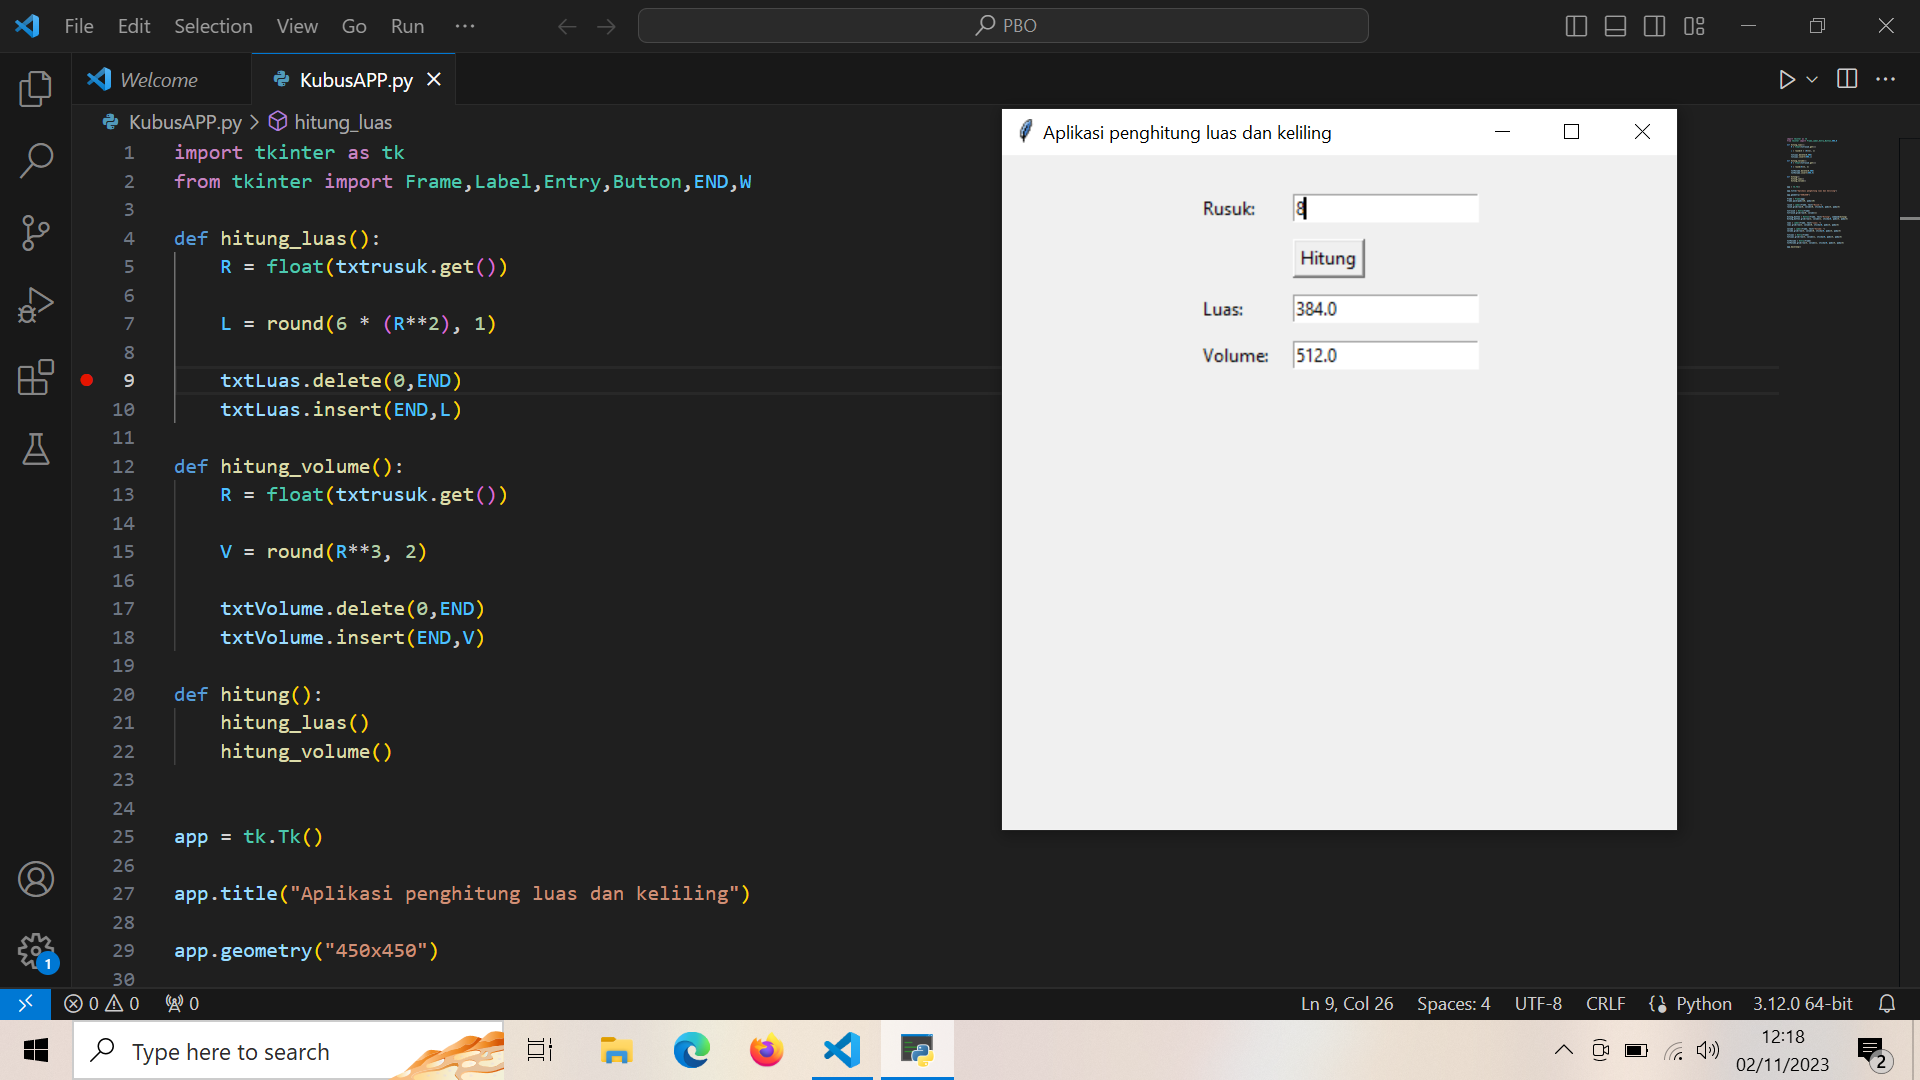 File Edit Selection View Go Run ··· PBO
Welcome KubusAPP.py
KubusAPP.py > hitung_luas
1 import tkinter as tk
2 from tkinter import Frame,Label,Entry,Button,END,W
3
4 def hitung_luas():
5 R = float(txtrusuk.get())
6
7 L = round(6 * (R**2), 1)
8
9 txtLuas.delete(0,END)
10 txtLuas.insert(END,L)
11
12 def hitung_volume():
13 R = float(txtrusuk.get())
14
15 V = round(R**3, 2)
16
17 txtVolume.delete(0,END)
18 txtVolume.insert(END,V)
19
20 def hitung():
21 hitung_luas()
22 hitung_volume()
23
24
25 app = tk.Tk()
26
27 app.title("Aplikasi penghitung luas dan keliling")
28
29 app.geometry("450x450")
30
Aplikasi penghitung luas dan keliling
Rusuk: 8
Hitung
Luas: 384.0
Volume: 512.0
1
0 0 0 Ln 9, Col 26 Spaces: 4 UTF-8 CRLF Python 3.12.0 64-bit
Type here to search
12:18
02/11/2023
2